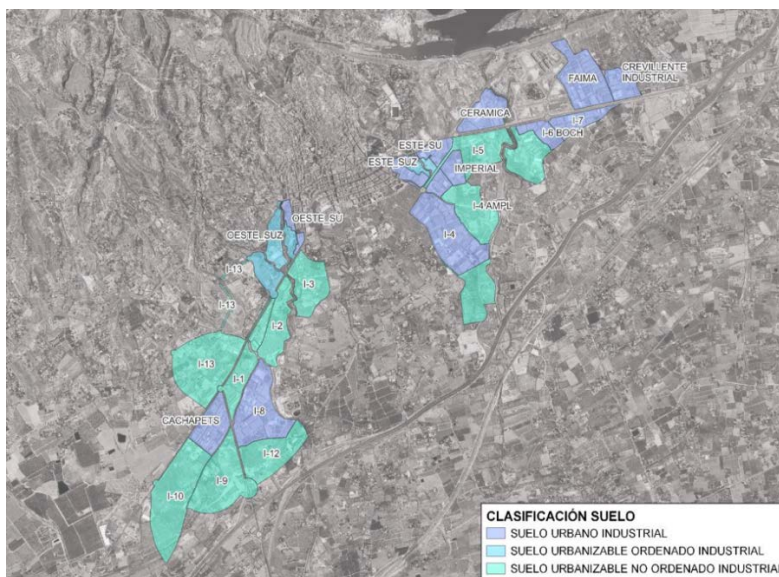 FAIMA
CREVILLENTE
INDUSTRIAL
CERAMICA
I-7
I-6 BOCH
ESTE_SU
I-5
ESTE_SUZ
IMPERIAL
I-4 AMPL
OESTE_SU
OESTE_SUZ
I-4
I-13
I-3
I-13
I-2
I-13
I-1
CACHAPETS
I-8
I-12
I-10
I-9
CLASIFICACIÓN SUELO
SUELO URBANO INDUSTRIAL
SUELO URBANIZABLE ORDENADO INDUSTRIAL
SUELO URBANIZABLE NO ORDENADO INDUSTRIAL